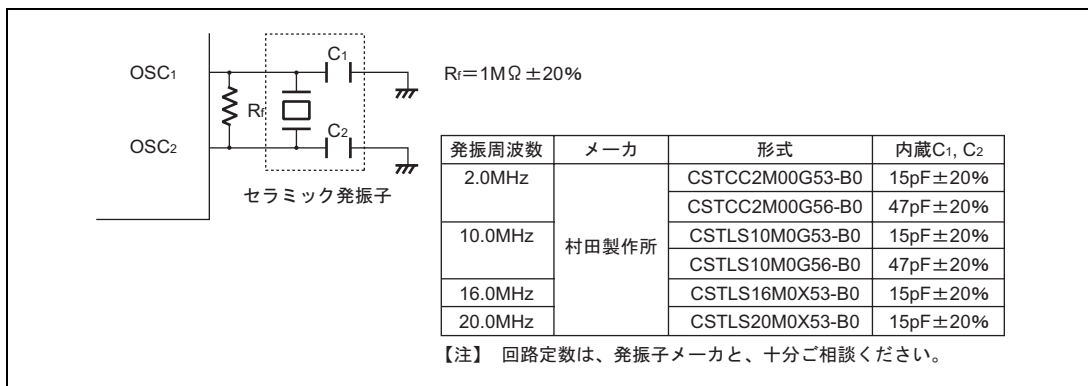 OSC1
OSC2
Rf
C1
C2
セラミック発振子
Rf＝1MΩ±20%
発振周波数 メーカ 形式 内蔵C1, C2
2.0MHz 村田製作所 CSTCC2M00G53-B0 15pF±20%
CSTCC2M00G56-B0 47pF±20%
10.0MHz CSTLS10M0G53-B0 15pF±20%
CSTLS10M0G56-B0 47pF±20%
16.0MHz CSTLS16M0X53-B0 15pF±20%
20.0MHz CSTLS20M0X53-B0 15pF±20%
【注】 回路定数は、発振子メーカと、十分ご相談ください。